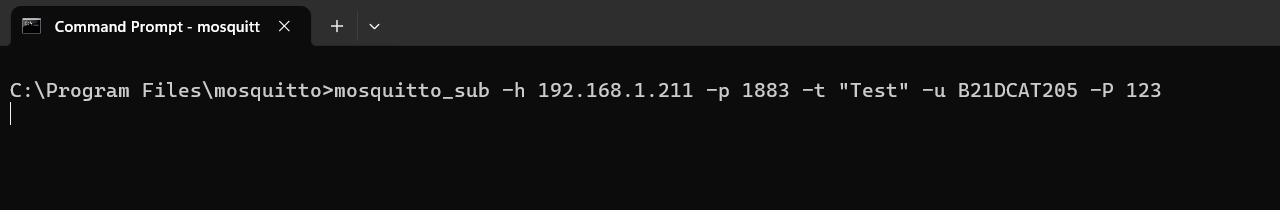 Command Prompt - mosquitt
C:\Program Files\mosquitto>mosquitto_sub -h 192.168.1.211 -p 1883 -t "Test" -u B21DCAT205 -P 123